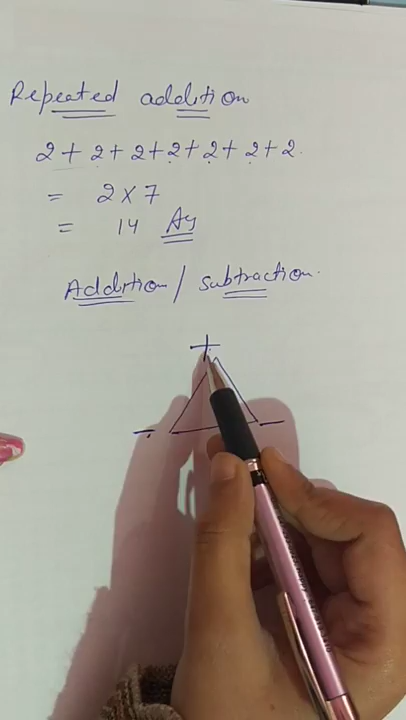 Repeated addition
2 + 2 + 2 + 2 + 2 + 2 + 2.
= 2 × 7
= 14 Ans
Addition / subtraction.
+
- -